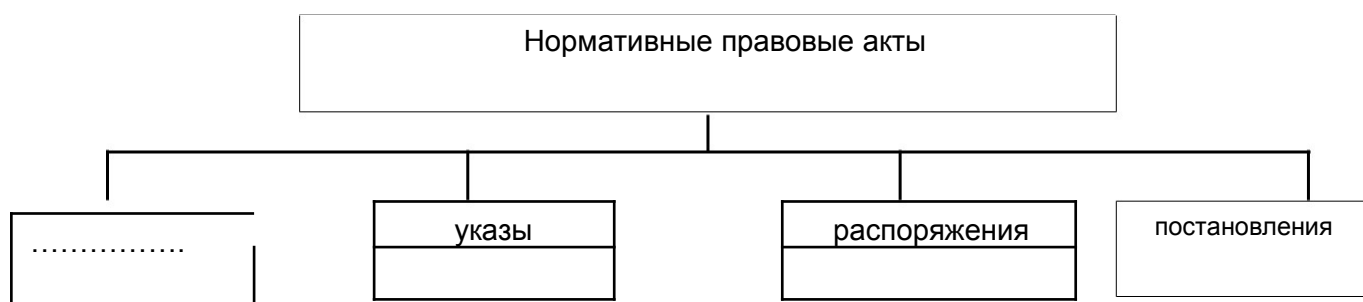 Нормативные правовые акты
…………….
указы
распоряжения
постановления